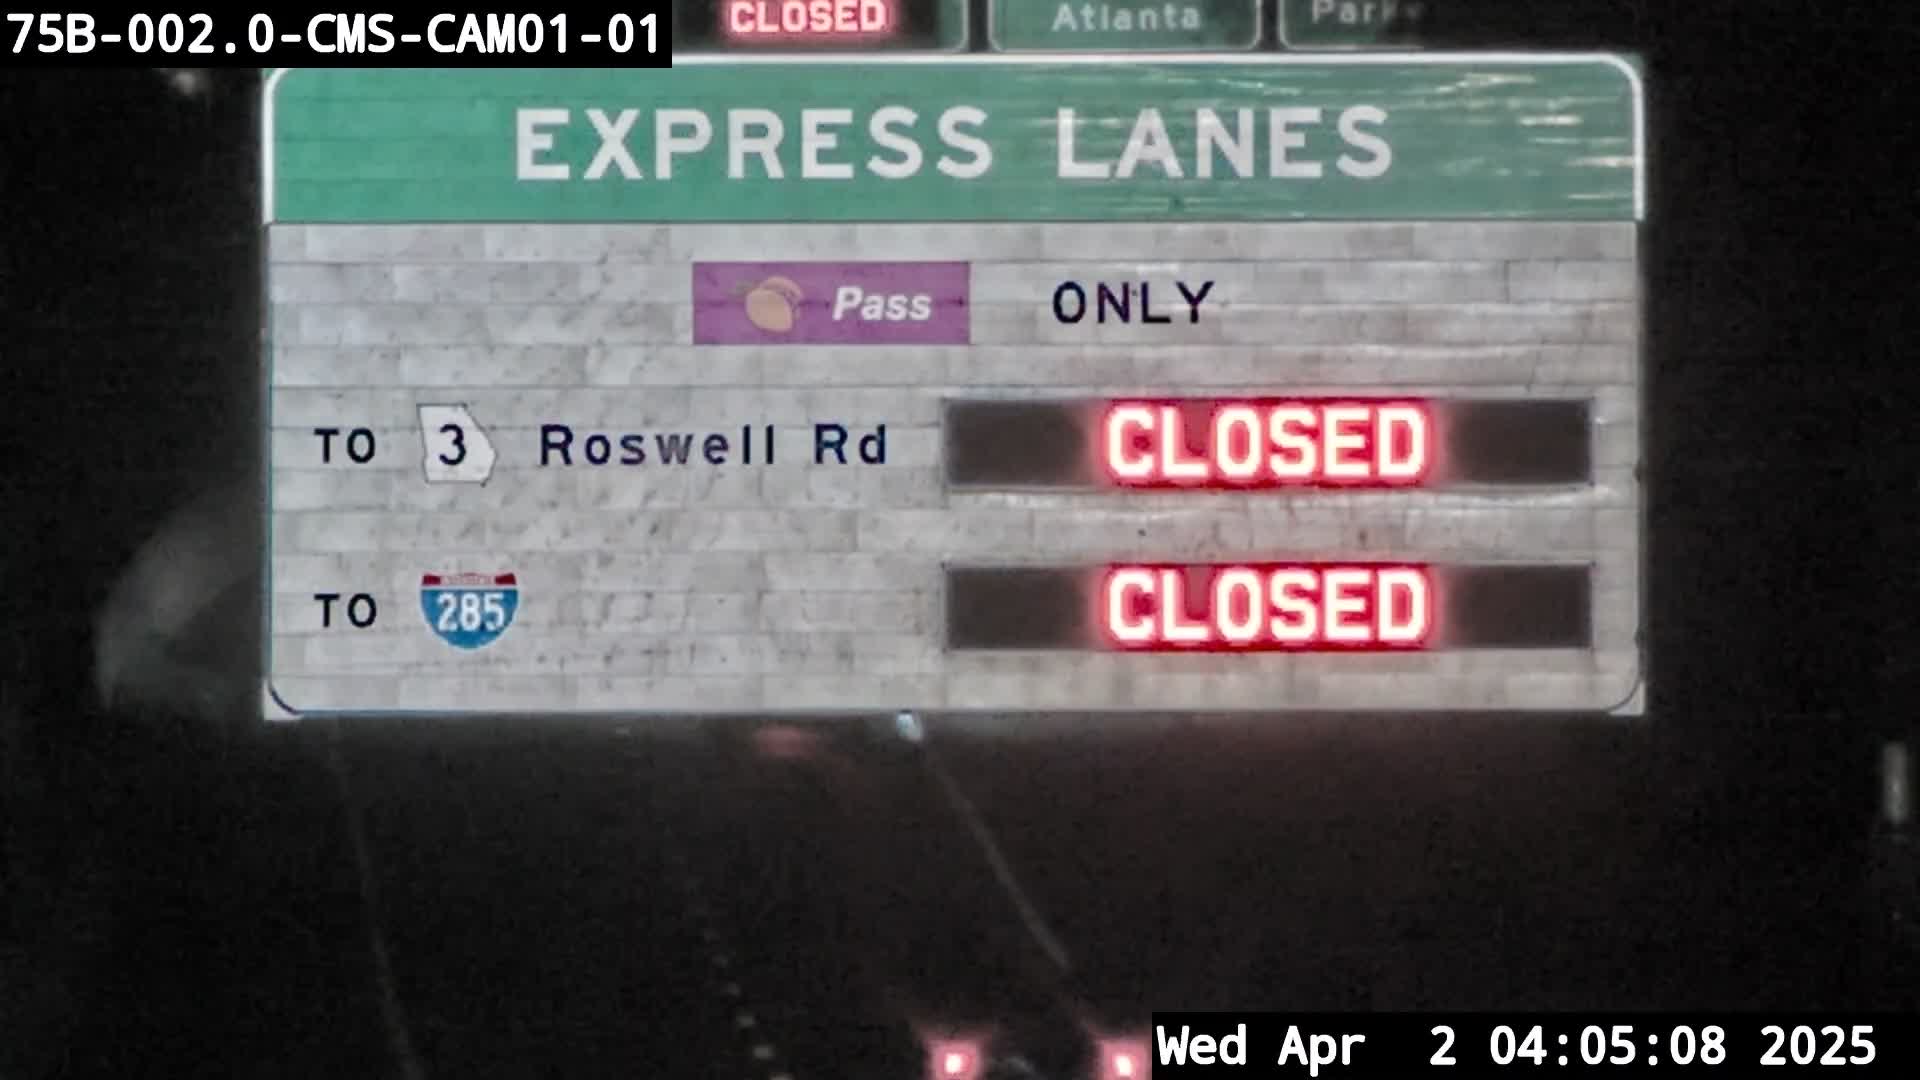 75B-002.0-CMS-CAM01-01
CLOSED
Atlanta
EXPRESS LANES
Pass ONLY
TO 3 Roswell Rd CLOSED
TO 285 CLOSED
Wed Apr 2 04:05:08 2025